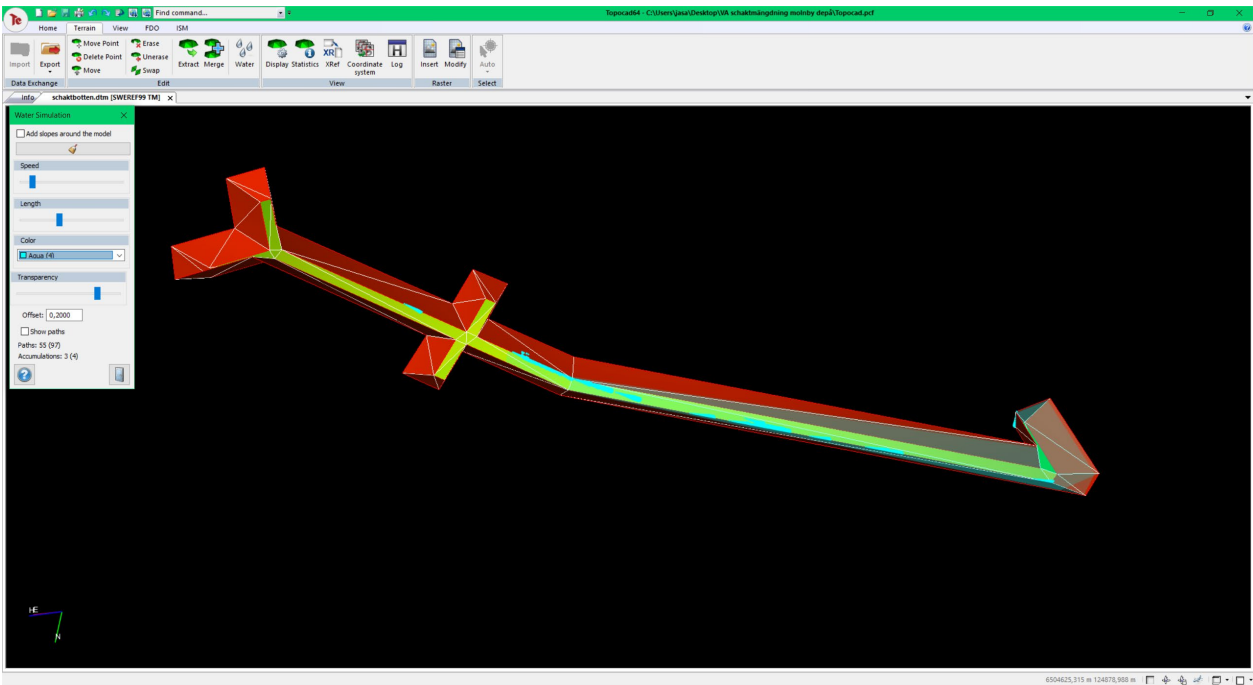 Te
Find command...
Topocad64 - C:\Users\jasa\Desktop\VA schaktmängdning molnby depå\Topocad.pcf
Home Terrain View FDO ISM
Import Export
Move Point
Delete Point
Move
Erase
Unerase
Swap
Extract Merge Water
Display Statistics XRef Coordinate system Log
Insert Modify
Auto
Data Exchange Edit View Raster Select
info schaktbotten.dtm [SWEREF99 TM]
Water Simulation
Add slopes around the model
Speed
Length
Color
Aqua (4)
Transparency
Offset: 0,2000
Show paths
Paths: 55 (97)
Accumulations: 3 (4)
HE
N
6504625,315 m 124878,988 m